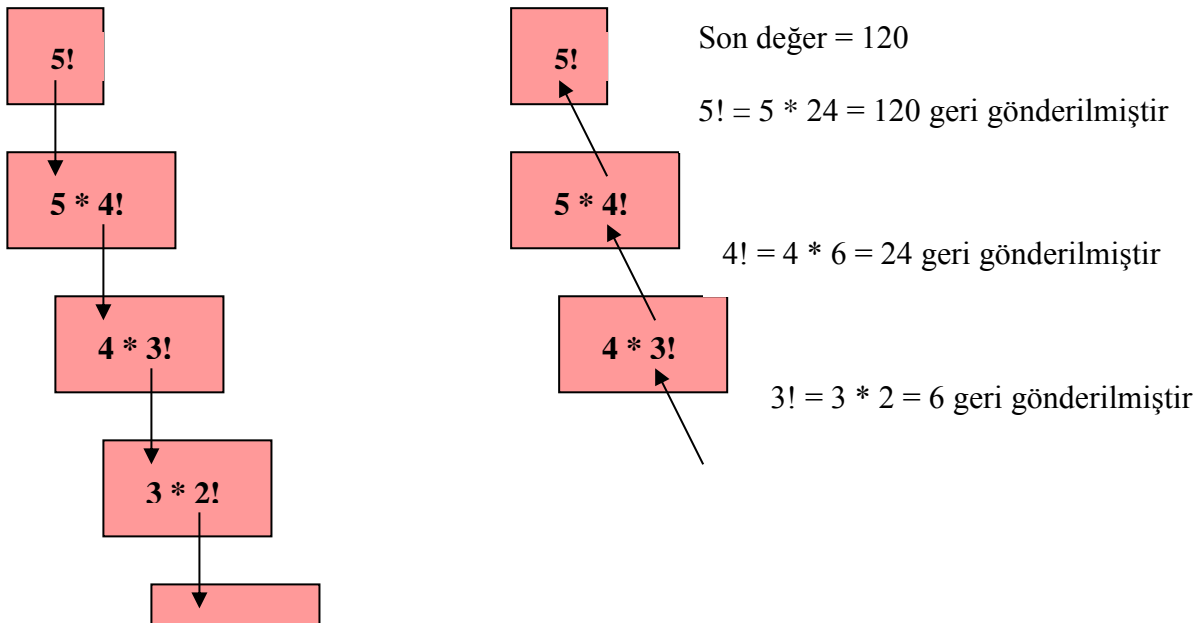 5!
5 * 4!
4 * 3!
3 * 2!
5!
Son değer = 120
5! = 5 * 24 = 120 geri gönderilmiştir
5 * 4!
4! = 4 * 6 = 24 geri gönderilmiştir
4 * 3!
3! = 3 * 2 = 6 geri gönderilmiştir